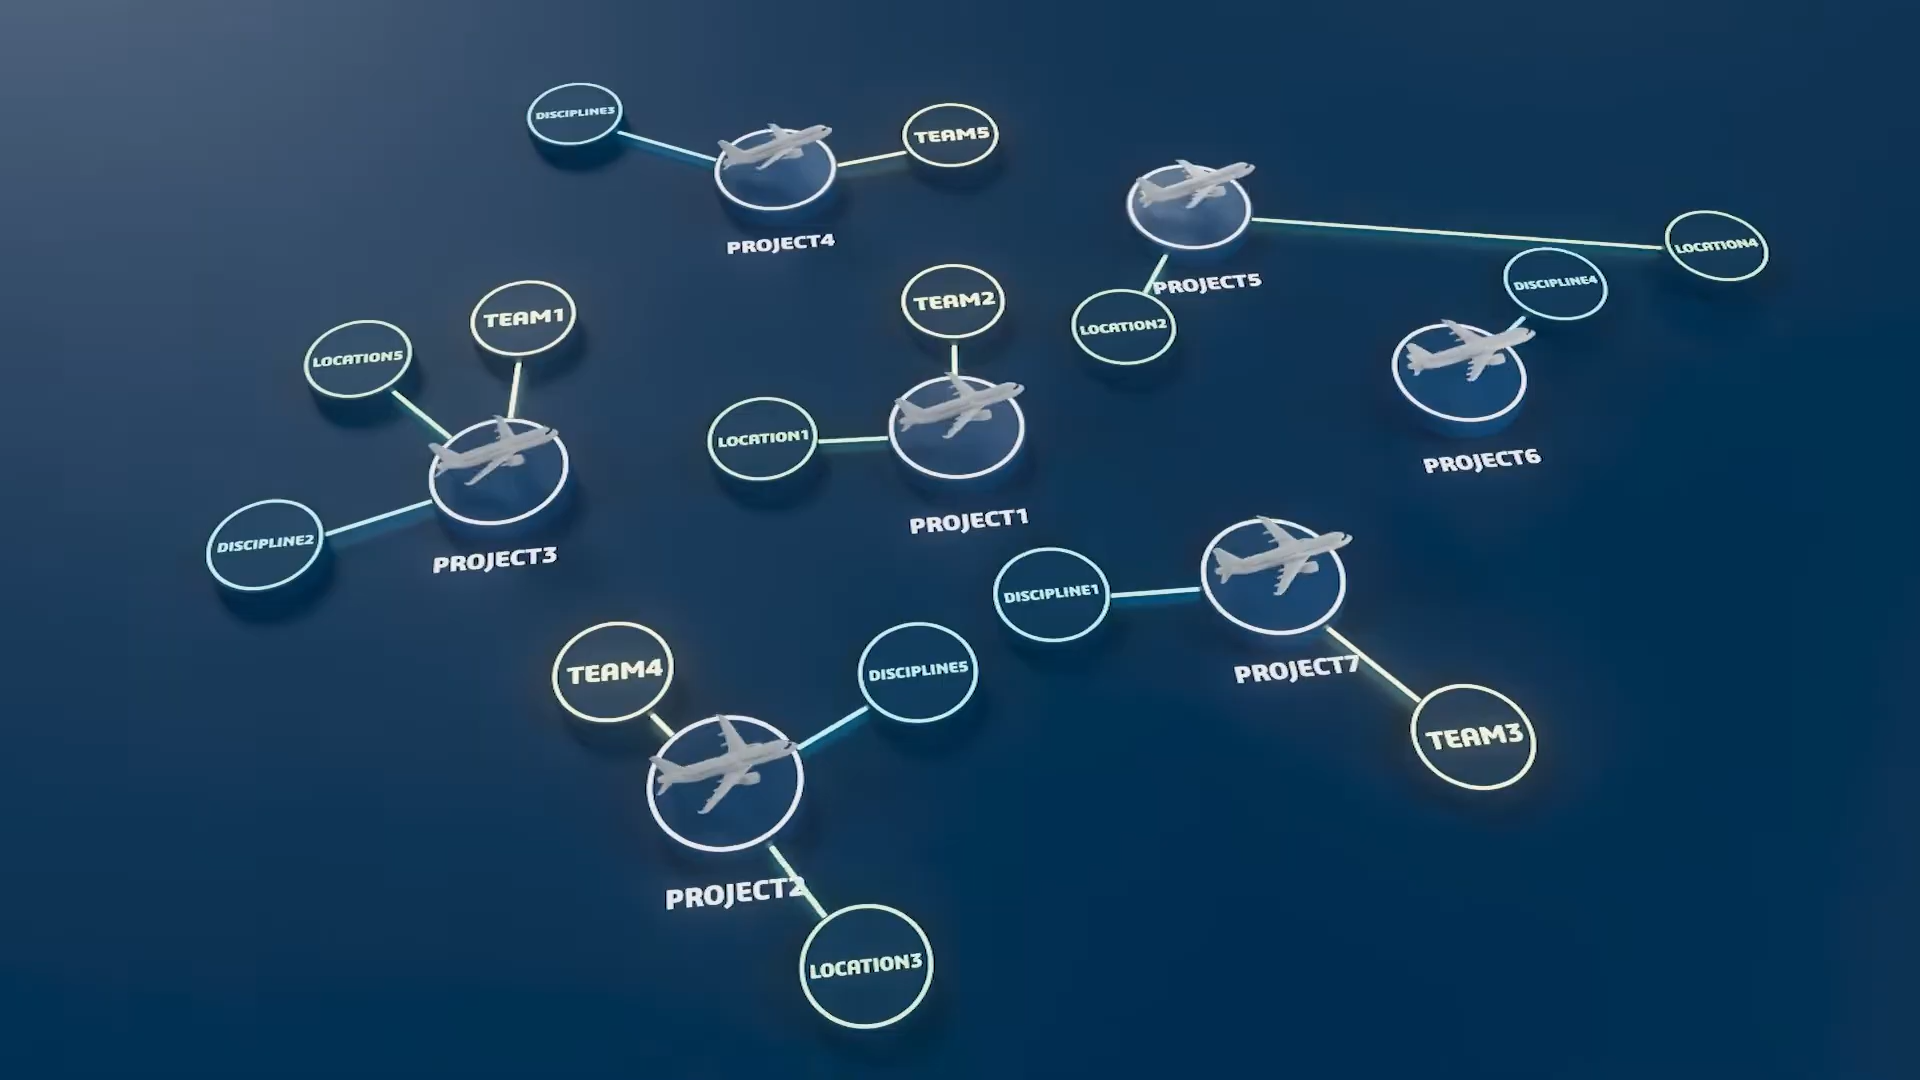 DISCIPLINE3
TEAM5
PROJECT4
LOCATION4
PROJECT5
DISCIPLINE4
LOCATION2
TEAM2
TEAM1
LOCATION5
LOCATION1
PROJECT6
PROJECT1
DISCIPLINE2
PROJECT3
DISCIPLINE1
PROJECT7
TEAM4
DISCIPLINE5
TEAM3
PROJECT2
LOCATION3